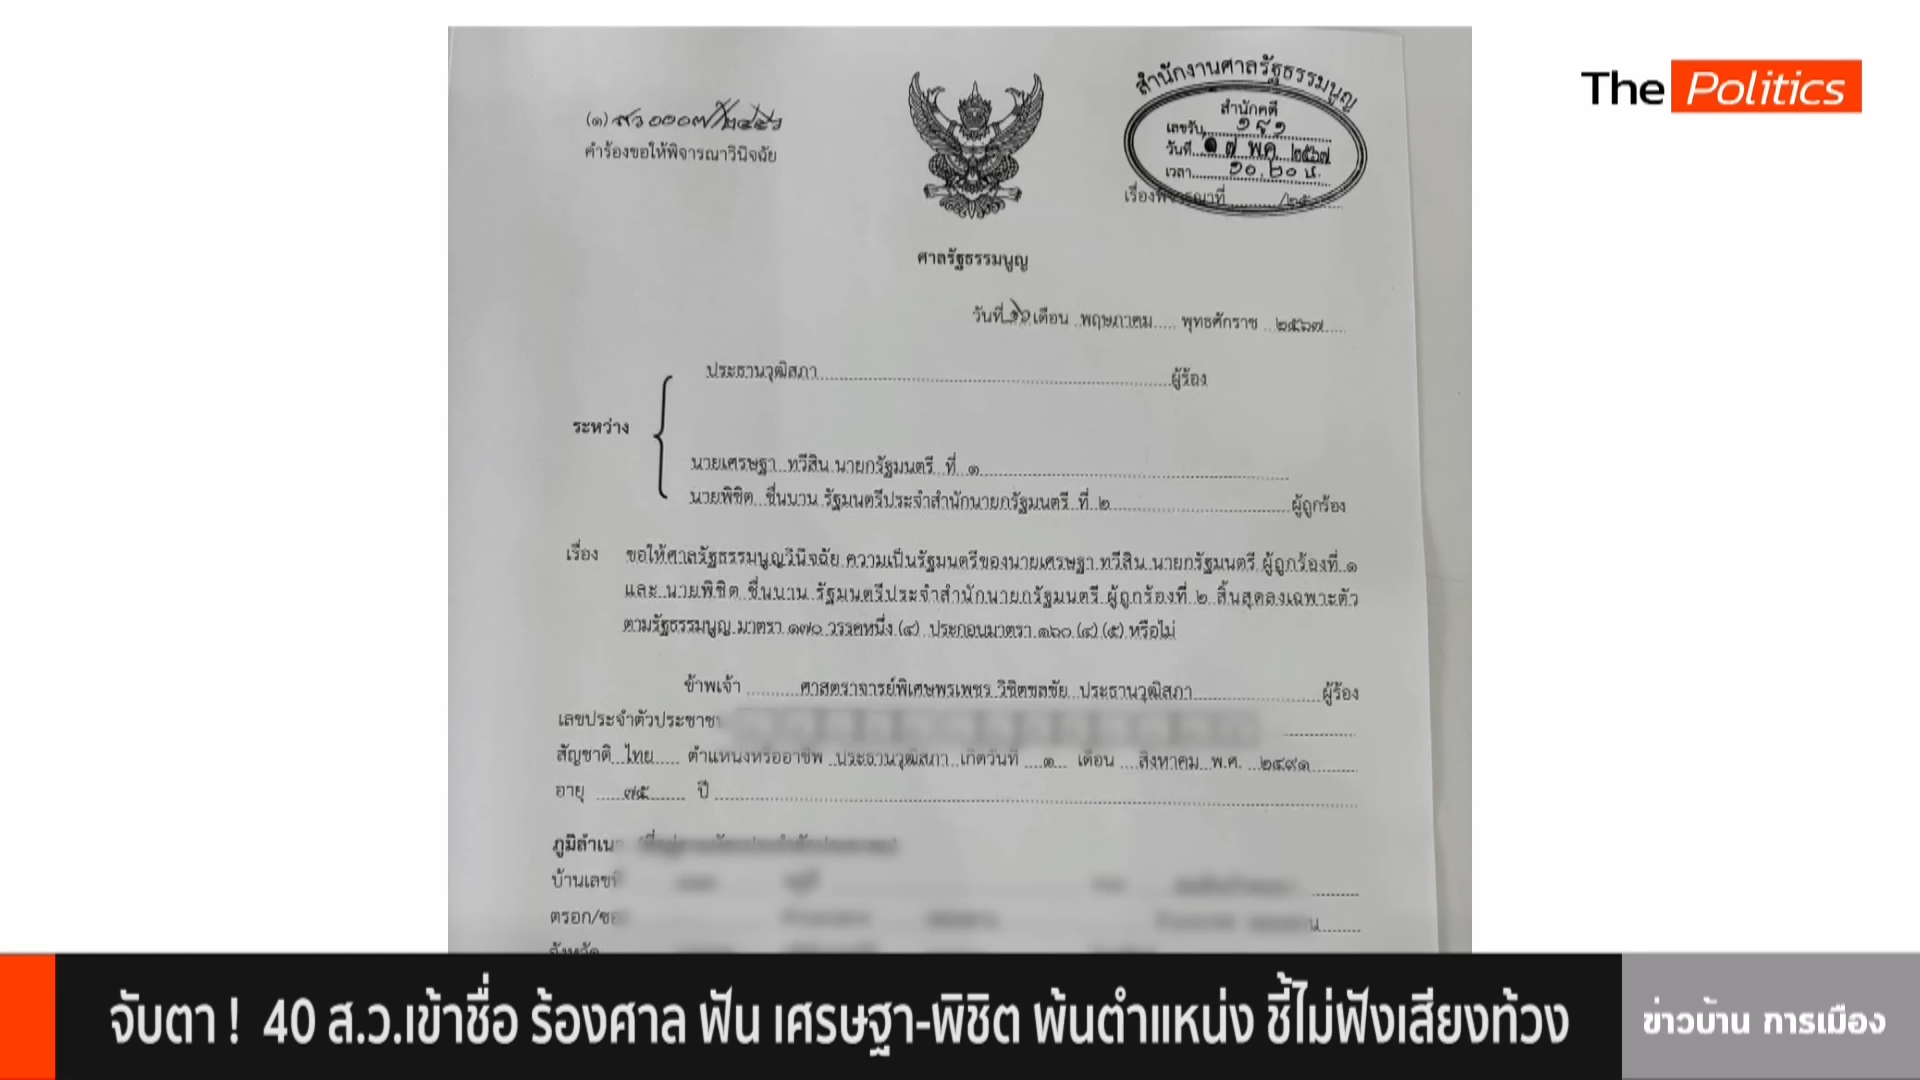 The Politics
สำนักงานศาลรัฐธรรมนูญ
สำนักคดี
เลขรับ
วันที่ ๑๗ พ.ค. ๒๕๖๗
เวลา ๑๐.๒๐ น.
(๑)
คำร้องขอให้พิจารณาวินิจฉัย
เรื่องพิจารณาที่ /๒๕
ศาลรัฐธรรมนูญ
วันที่ ๑๖ เดือน พฤษภาคม พุทธศักราช ๒๕๖๗
ประธานวุฒิสภา ผู้ร้อง
ระหว่าง
นายเศรษฐา ทวีสิน นายกรัฐมนตรี ที่ ๑
นายพิชิต ชื่นบาน รัฐมนตรีประจำสำนักนายกรัฐมนตรี ที่ ๒ ผู้ถูกร้อง
เรื่อง ขอให้ศาลรัฐธรรมนูญวินิจฉัย ความเป็นรัฐมนตรีของนายเศรษฐา ทวีสิน นายกรัฐมนตรี ผู้ถูกร้องที่ ๑
และ นายพิชิต ชื่นบาน รัฐมนตรีประจำสำนักนายกรัฐมนตรี ผู้ถูกร้องที่ ๒ สิ้นสุดลงเฉพาะตัว
ตามรัฐธรรมนูญ มาตรา ๑๗๐ วรรคหนึ่ง (๔) ประกอบมาตรา ๑๖๐ (๔) (๕) หรือไม่
ข้าพเจ้า ศาสตราจารย์พิเศษพรเพชร วิชิตชลชัย ประธานวุฒิสภา ผู้ร้อง
เลขประจำตัวประชาชน
สัญชาติ ไทย ตำแหน่งหรืออาชีพ ประธานวุฒิสภา เกิดวันที่ ๑ เดือน สิงหาคม พ.ศ. ๒๔๙๑
อายุ ๗๕ ปี
ภูมิลำเนา
บ้านเลขที่
ตรอก/ซอย
จังหวัด
จับตา ! 40 ส.ว.เข้าชื่อ ร้องศาล ฟัน เศรษฐา-พิชิต พ้นตำแหน่ง ชี้ไม่ฟังเสียงท้วง
ข่าวบ้าน การเมือง